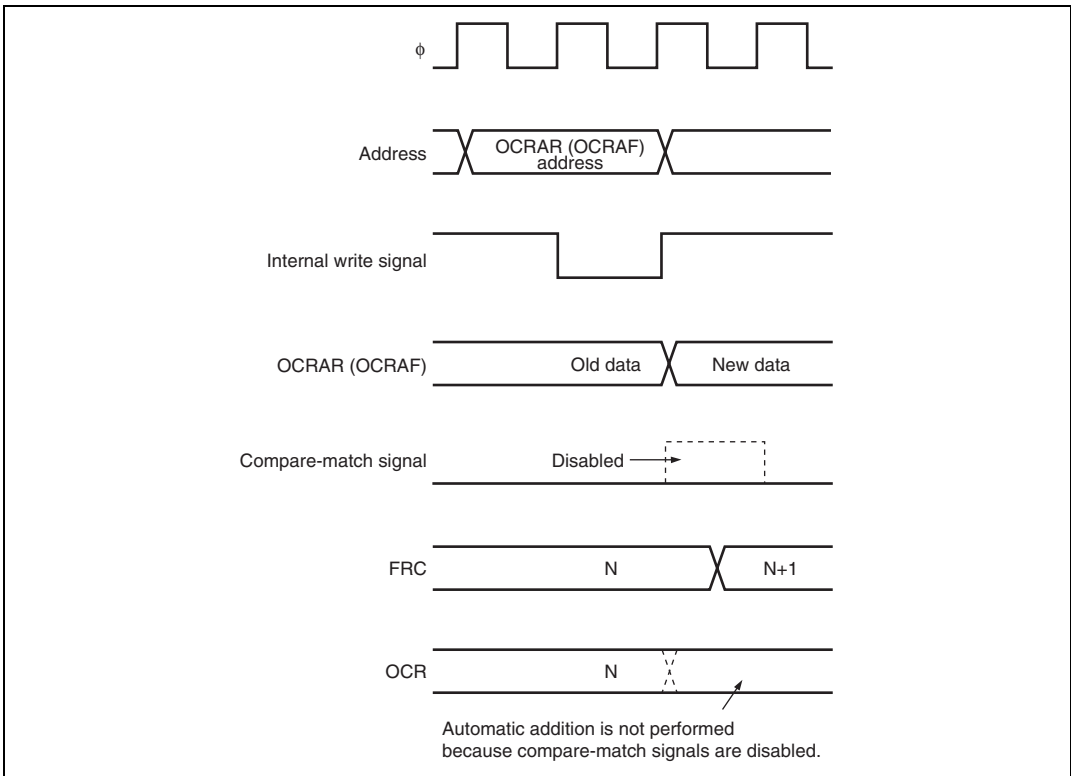 ϕ
Address
OCRAR (OCRAF)
address
Internal write signal
OCRAR (OCRAF)
Old data
New data
Compare-match signal
Disabled
FRC
N
N+1
OCR
N
Automatic addition is not performed
because compare-match signals are disabled.